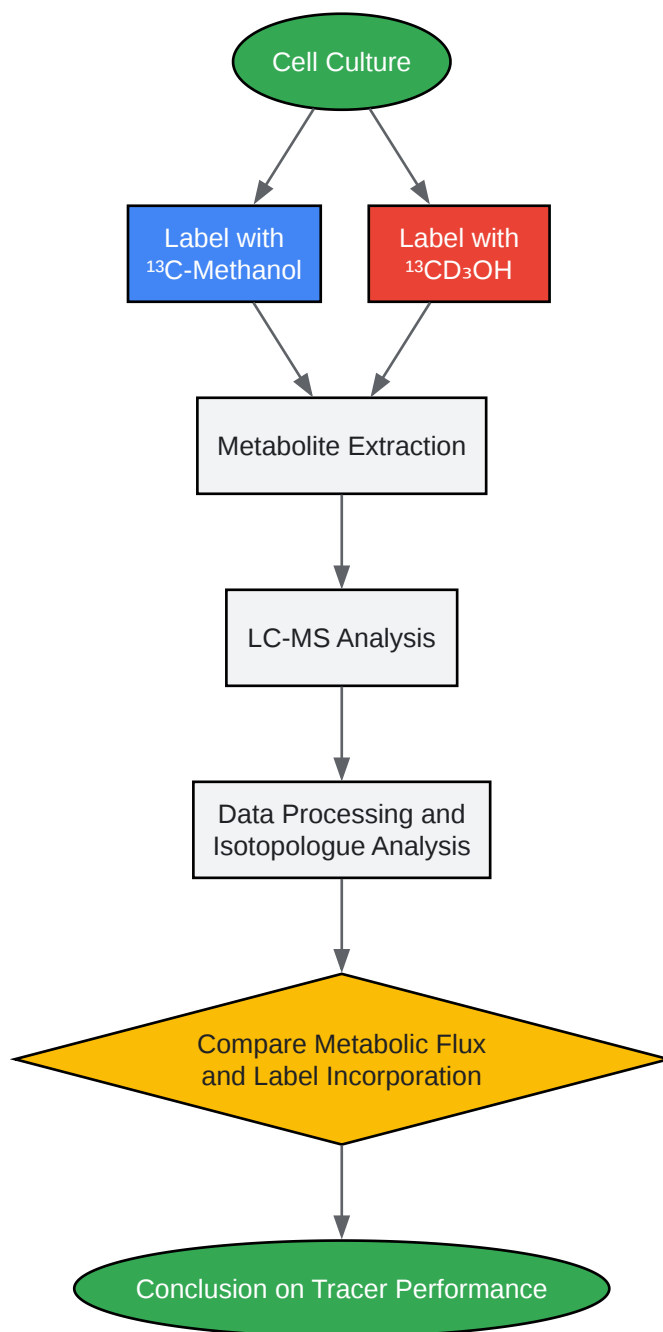 Cell Culture
Label with
¹³C-Methanol
Label with
¹³CD₃OH
Metabolite Extraction
LC-MS Analysis
Data Processing and
Isotopologue Analysis
Compare Metabolic Flux
and Label Incorporation
Conclusion on Tracer Performance